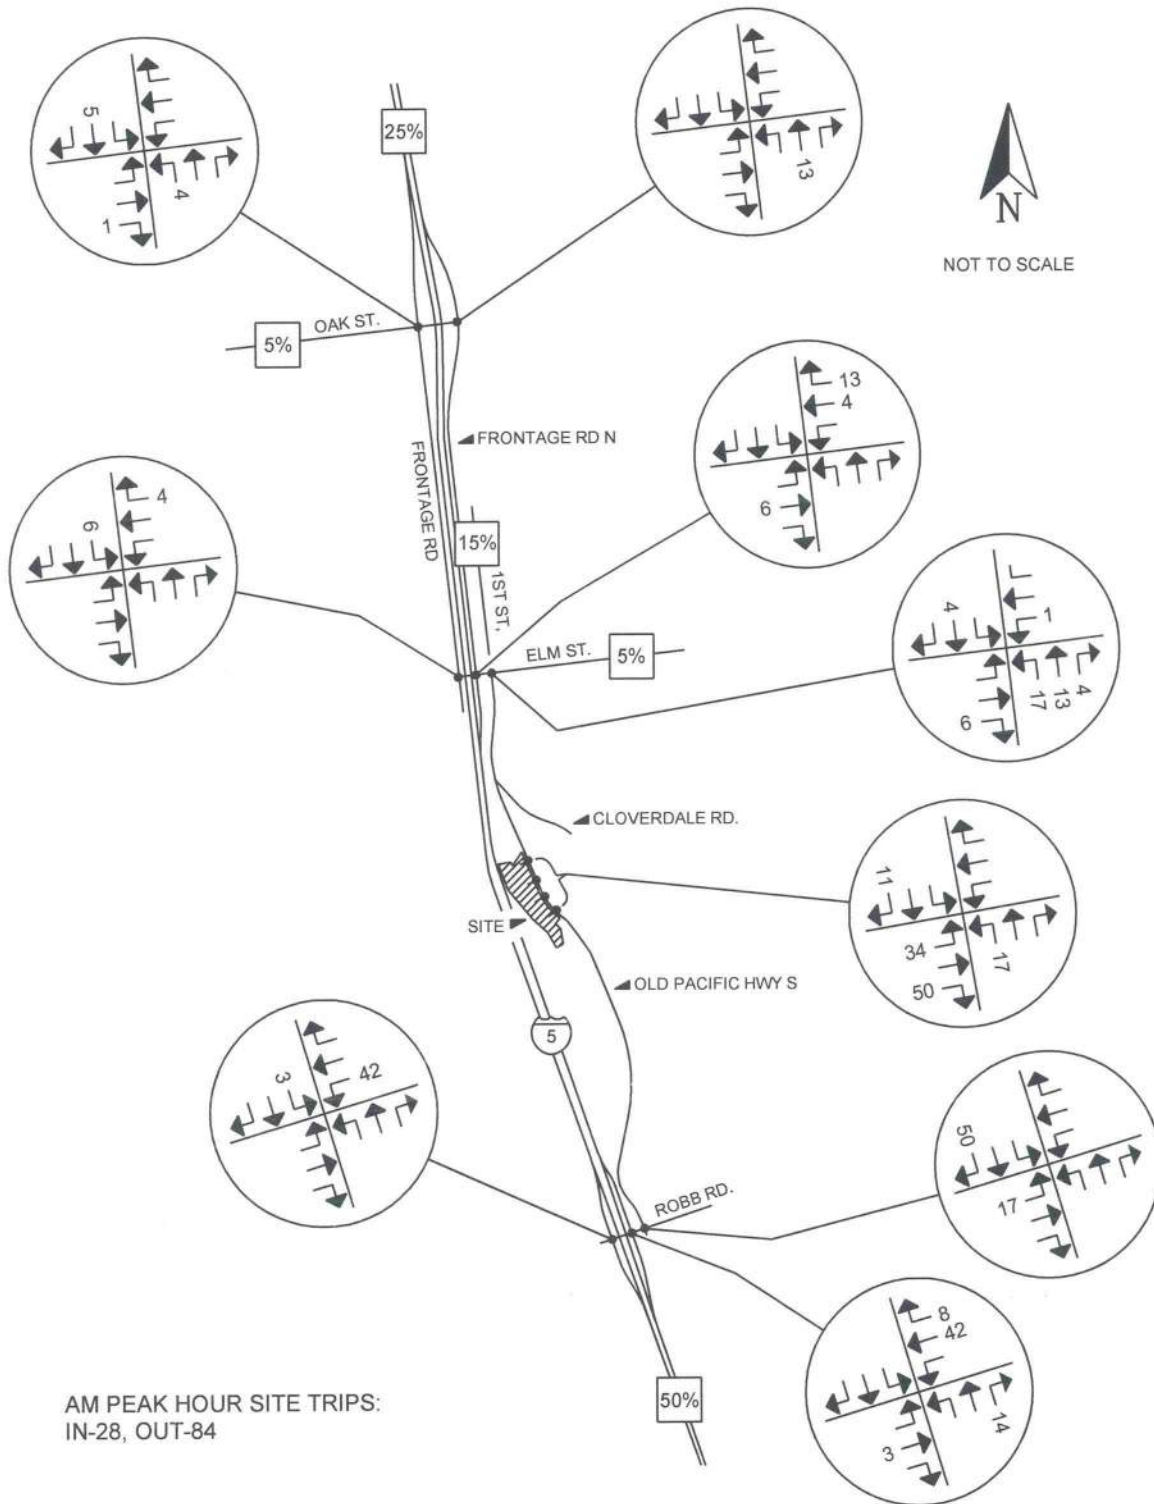 5
4
1
13
25%
N
NOT TO SCALE
OAK ST.
5%
FRONTAGE RD N
FRONTAGE RD
13
4
6
15%
1ST ST,
4
6
ELM ST.
5%
4
1
17
13
4
6
CLOVERDALE RD.
11
34
50
17
SITE
OLD PACIFIC HWY S
5
3
42
50
17
ROBB RD.
8
42
3
14
50%
AM PEAK HOUR SITE TRIPS:
IN-28, OUT-84